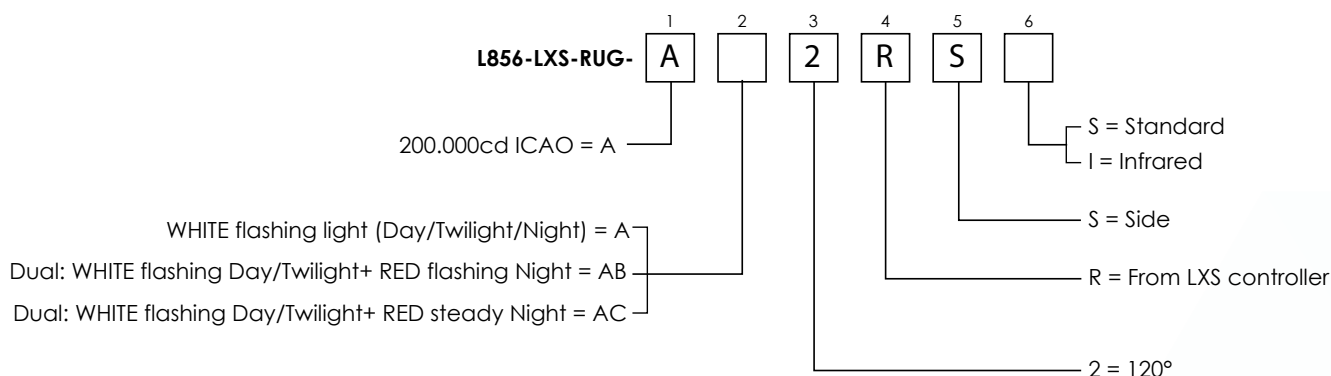 1 2 3 4 5 6
L856-LXS-RUG- A 2 R S
S = Standard
200.000cd ICAO = A
I = Infrared
WHITE flashing light (Day/Twilight/Night) = A
S = Side
Dual: WHITE flashing Day/Twilight+ RED flashing Night = AB
R = From LXS controller
Dual: WHITE flashing Day/Twilight+ RED steady Night = AC
2 = 120°